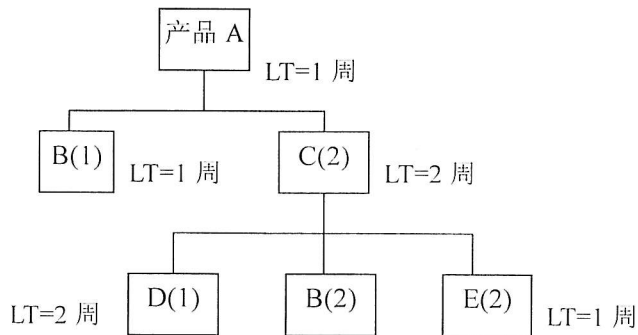 产品 A
LT=1 周
B(1)
LT=1 周
C(2)
LT=2 周
LT=2 周
D(1)
B(2)
E(2)
LT=1 周